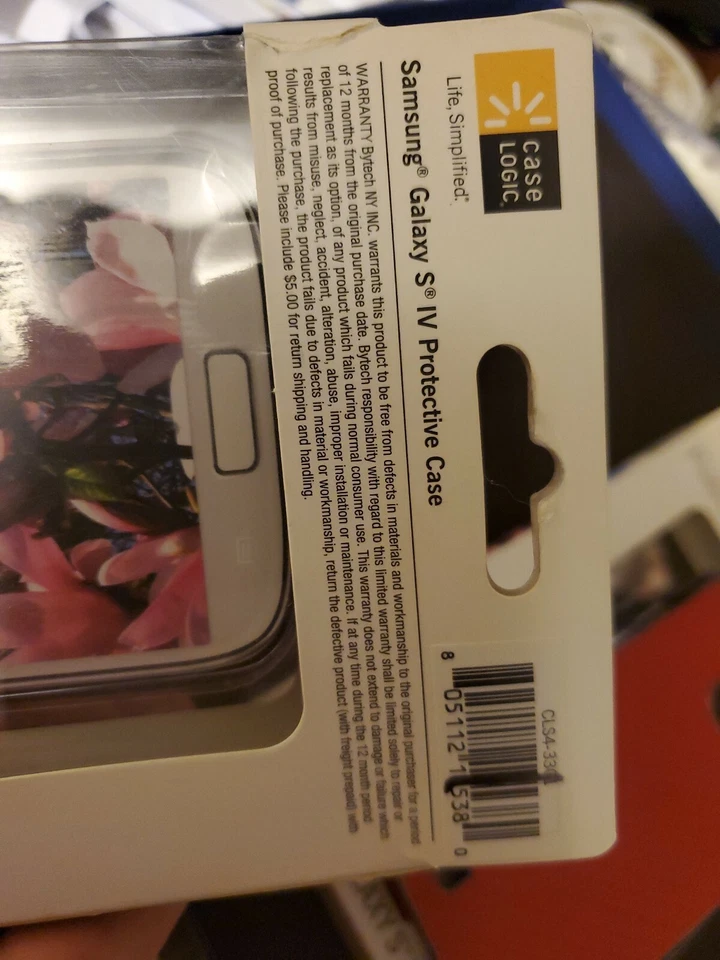 case
LOGIC®
Life, Simplified.®
Samsung® Galaxy S® IV Protective Case
WARRANTY Bytech NY INC. warrants this product to be free from defects in materials and workmanship to the original purchaser for a period
of 12 months from the original purchase date. Bytech responsibility with regard to this limited warranty shall be limited solely to repair or
replacement as its option, of any product which fails during normal consumer use. This warranty does not extend to damage or failure which
results from misuse, neglect, accident, alteration, abuse, improper installation or maintenance. If at any time during the 12 month period
following the purchase, the product fails due to defects in material or workmanship, return the defective product (with freight prepaid) with
proof of purchase. Please include $5.00 for return shipping and handling.
8 05112 1 538 0